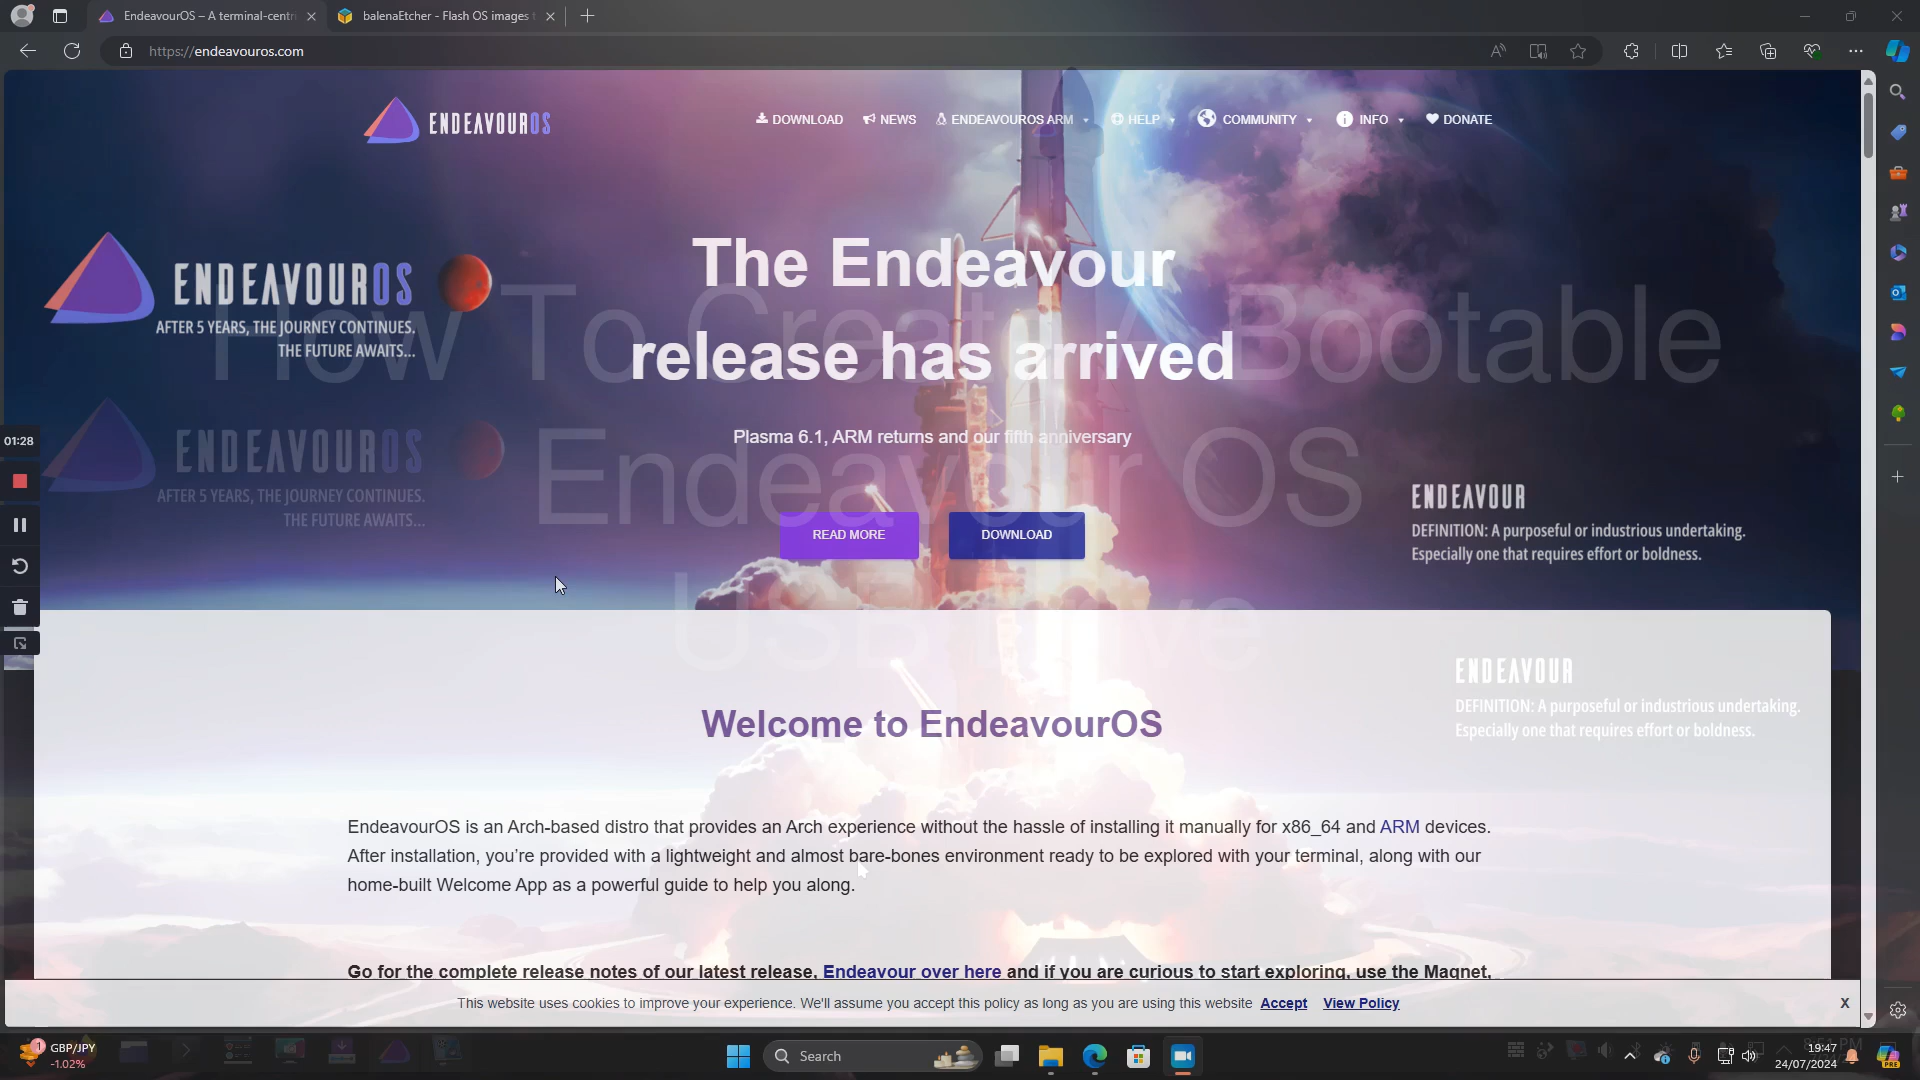 EndeavourOS – A terminal-centri
balenaEtcher - Flash OS images t
https://endeavouros.com
ENDEAVOUROS
DOWNLOAD
NEWS
ENDEAVOUROS ARM
HELP
COMMUNITY
INFO
DONATE
The Endeavour
release has arrived
Plasma 6.1, ARM returns and our fifth anniversary
READ MORE
DOWNLOAD
ENDEAVOUROS
AFTER 5 YEARS, THE JOURNEY CONTINUES.
THE FUTURE AWAITS...
How To Create A Bootable
Endeavour OS
USB Drive
ENDEAVOUROS
AFTER 5 YEARS, THE JOURNEY CONTINUES.
THE FUTURE AWAITS...
01:28
ENDEAVOUR
DEFINITION: A purposeful or industrious undertaking.
Especially one that requires effort or boldness.
ENDEAVOUR
DEFINITION: A purposeful or industrious undertaking.
Especially one that requires effort or boldness.
Welcome to EndeavourOS
EndeavourOS is an Arch-based distro that provides an Arch experience without the hassle of installing it manually for x86_64 and ARM devices.
After installation, you're provided with a lightweight and almost bare-bones environment ready to be explored with your terminal, along with our
home-built Welcome App as a powerful guide to help you along.
Go for the complete release notes of our latest release, Endeavour over here and if you are curious to start exploring, use the Magnet,
This website uses cookies to improve your experience. We'll assume you accept this policy as long as you are using this website Accept View Policy
X
1
GBP/JPY
-1.02%
Search
19:47
24/07/2024
PRE